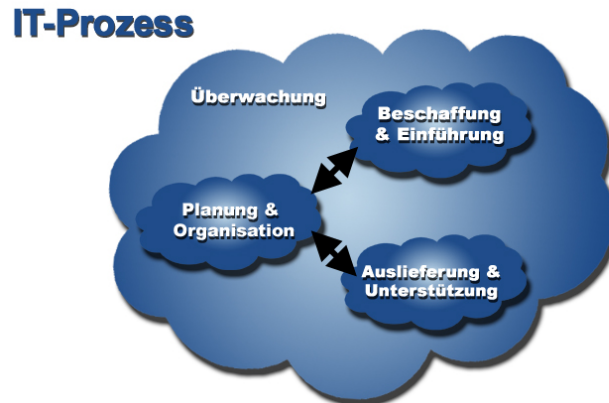 IT-Prozess
Überwachung
Beschaffung
& Einführung
Planung &
Organisation
Auslieferung &
Unterstützung